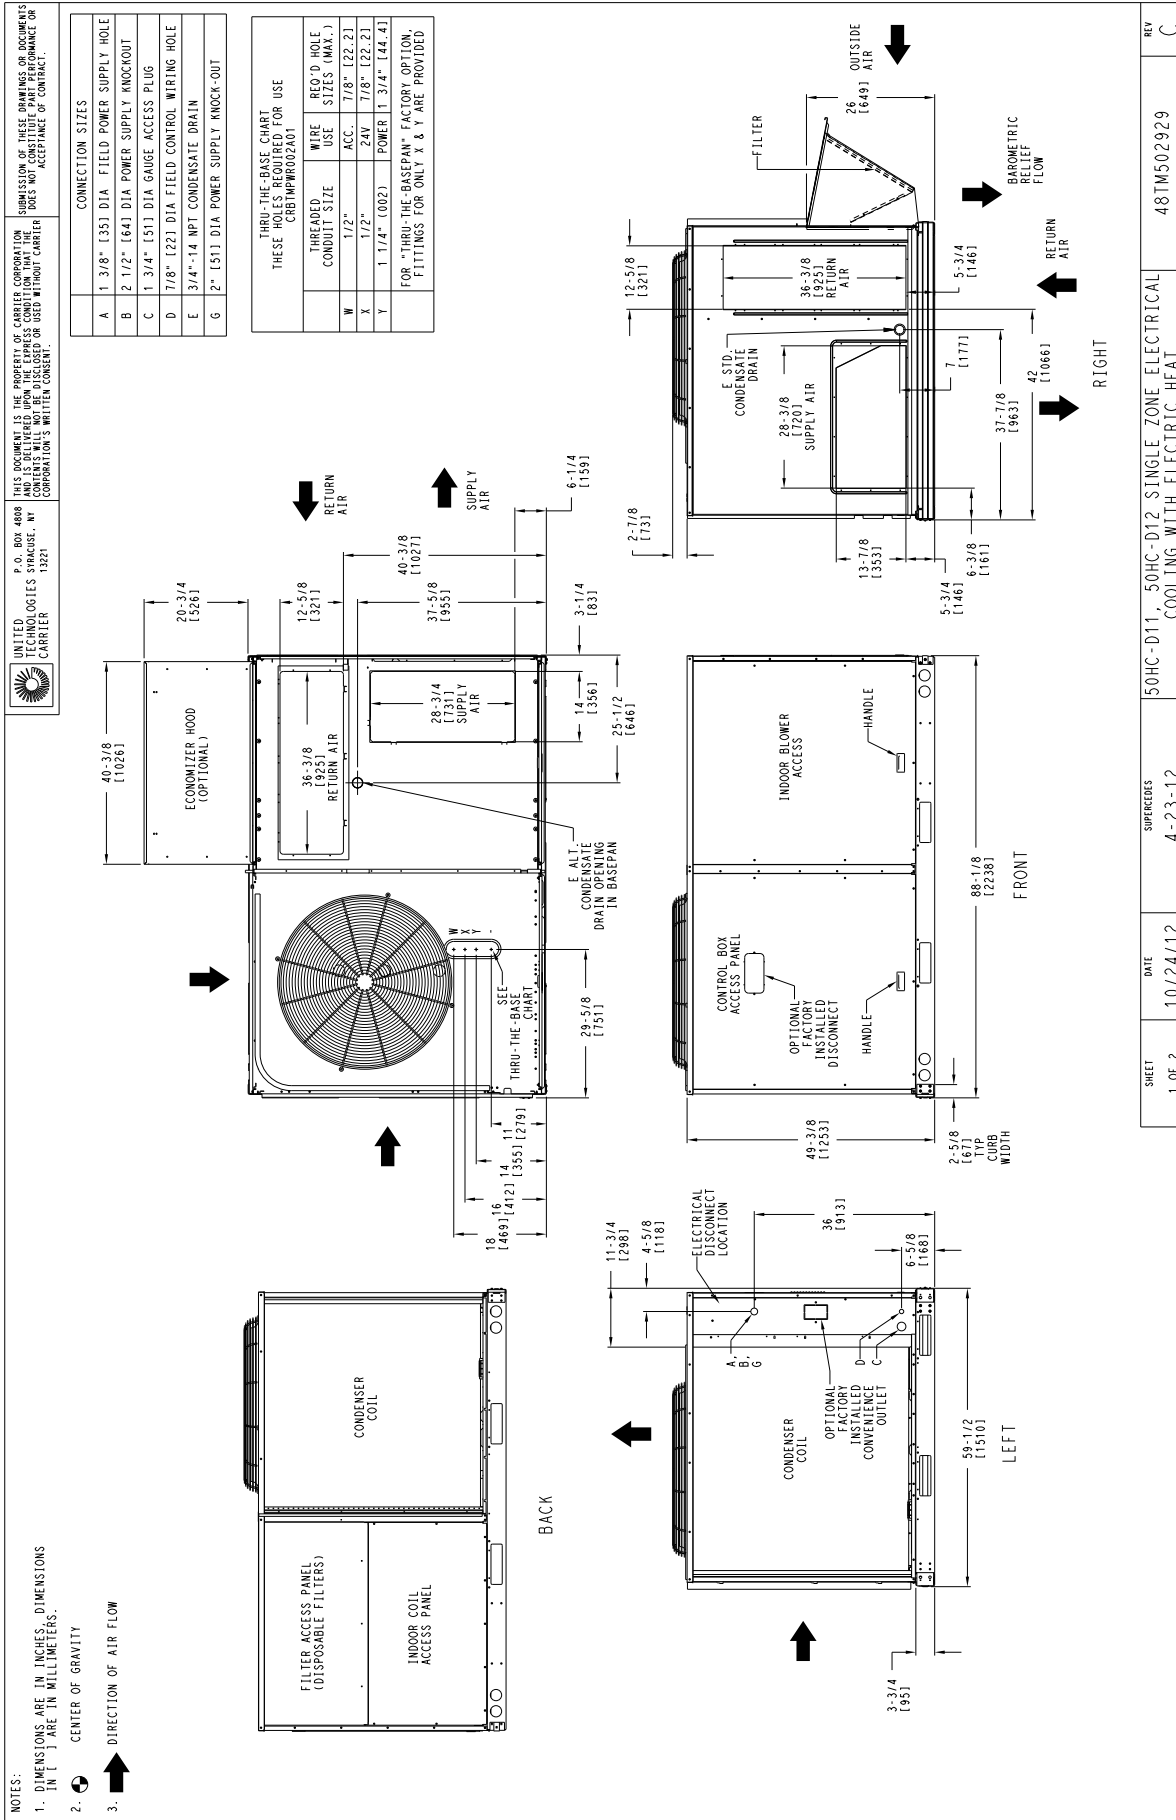 NOTES:
1. DIMENSIONS ARE IN INCHES, DIMENSIONS
IN [ ] ARE IN MILLIMETERS.
2. CENTER OF GRAVITY
3. DIRECTION OF AIR FLOW
UNITED
TECHNOLOGIES
CARRIER
P.O. BOX 4808
SYRACUSE, NY
13221
THIS DOCUMENT IS THE PROPERTY OF CARRIER CORPORATION
AND IS DELIVERED UPON THE EXPRESS CONDITION THAT THE
CONTENTS WILL NOT BE DISCLOSED OR USED WITHOUT CARRIER
CORPORATION'S WRITTEN CONSENT.
SUBMISSION OF THESE DRAWINGS OR DOCUMENTS
DOES NOT CONSTITUTE PART PERFORMANCE OR
ACCEPTANCE OF CONTRACT.
CONNECTION SIZES
A 1 3/8" [35] DIA FIELD POWER SUPPLY HOLE
B 2 1/2" [64] DIA POWER SUPPLY KNOCKOUT
C 1 3/4" [51] DIA GAUGE ACCESS PLUG
D 7/8" [22] DIA FIELD CONTROL WIRING HOLE
E 3/4"-14 NPT CONDENSATE DRAIN
G 2" [51] DIA POWER SUPPLY KNOCK-OUT
THRU-THE-BASE CHART
THESE HOLES REQUIRED FOR USE
CRBTMPWR002A01
THREADED
CONDUIT SIZE
WIRE
USE
REQ'D HOLE
SIZES (MAX.)
W 1/2" ACC. 7/8" [22.2]
X 1/2" 24V 7/8" [22.2]
Y 1 1/4" (002) POWER 1 3/4" [44.4]
FOR "THRU-THE-BASEPAN" FACTORY OPTION,
FITTINGS FOR ONLY X & Y ARE PROVIDED
FILTER ACCESS PANEL
(DISPOSABLE FILTERS)
INDOOR COIL
ACCESS PANEL
CONDENSER
COIL
BACK
40-3/8
[1026]
ECONOMIZER HOOD
(OPTIONAL)
20-3/4
[526]
12-5/8
[321]
RETURN
AIR
36-3/8
[925]
RETURN AIR
40-3/8
[1027]
37-5/8
[955]
28-3/4
[731]
SUPPLY
AIR
SUPPLY
AIR
6-1/4
[159]
3-1/4
[83]
14
[356]
25-1/2
[646]
E ALT.
CONDENSATE
DRAIN OPENING
IN BASEPAN
W
X
Y
-
SEE
THRU-THE-BASE
CHART
29-5/8
[751]
11
[279]
14
[355]
16
[412]
18
[469]
11-3/4
[298]
4-5/8
[118]
ELECTRICAL
DISCONNECT
LOCATION
36
[913]
6-5/8
[168]
A,
B,
G
D
C
OPTIONAL
FACTORY
INSTALLED
CONVENIENCE
OUTLET
CONDENSER
COIL
3-3/4
[95]
59-1/2
[1510]
LEFT
49-3/8
[1253]
2-5/8
[67]
TYP
CURB
WIDTH
CONTROL BOX
ACCESS PANEL
OPTIONAL
FACTORY
INSTALLED
DISCONNECT
HANDLE
INDOOR BLOWER
ACCESS
HANDLE
88-1/8
[2238]
FRONT
2-7/8
[73]
12-5/8
[321]
FILTER
26
[649]
OUTSIDE
AIR
E STD.
CONDENSATE
DRAIN
28-3/8
[720]
SUPPLY AIR
36-3/8
[925]
RETURN
AIR
BAROMETRIC
RELIEF
FLOW
13-7/8
[353]
5-3/4
[146]
6-3/8
[161]
7
[177]
5-3/4
[146]
37-7/8
[963]
42
[1066]
RETURN
AIR
RIGHT
SHEET
1 OF 2
DATE
10/24/12
SUPERCEDES
4-23-12
50HC-D11, 50HC-D12 SINGLE ZONE ELECTRICAL
COOLING WITH ELECTRIC HEAT
48TM502929
REV
C